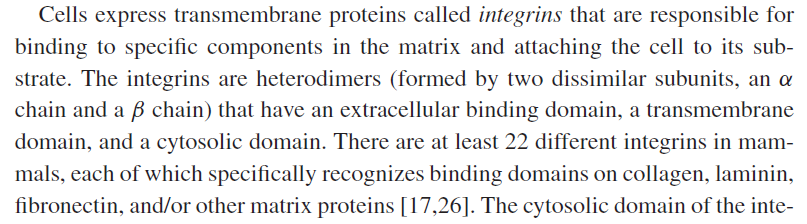 Cells express transmembrane proteins called integrins that are responsible for
binding to specific components in the matrix and attaching the cell to its sub-
strate. The integrins are heterodimers (formed by two dissimilar subunits, an α
chain and a β chain) that have an extracellular binding domain, a transmembrane
domain, and a cytosolic domain. There are at least 22 different integrins in mam-
mals, each of which specifically recognizes binding domains on collagen, laminin,
fibronectin, and/or other matrix proteins [17,26]. The cytosolic domain of the inte-